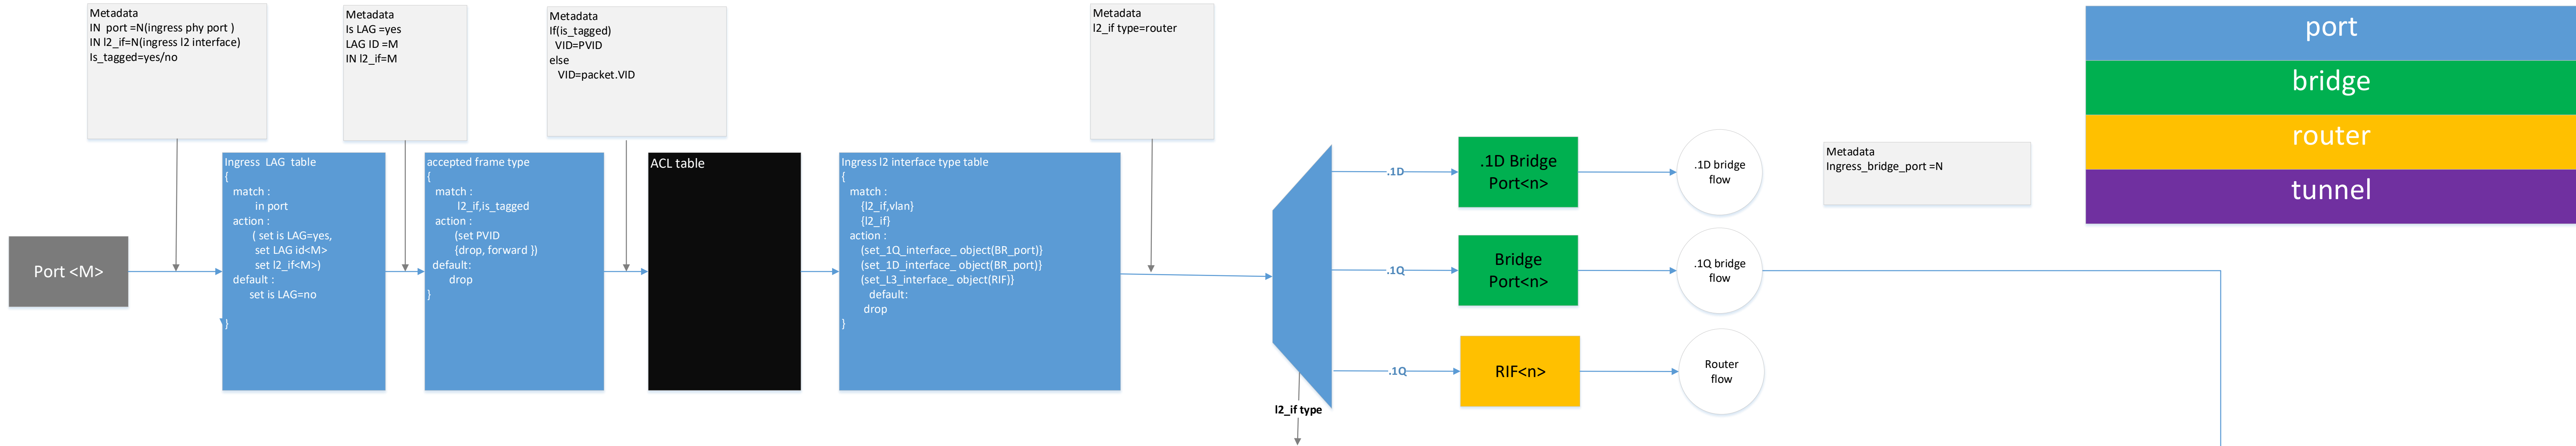 Metadata
IN  port =N(ingress phy port )
IN l2_if=N(ingress l2 interface)
Is_tagged=yes/no
Metadata
Is LAG =yes
LAG ID =M
IN l2_if=M
Metadata
If(is_tagged)
VID=PVID
else
VID=packet.VID
Metadata
l2_if type=router
port
bridge
router
tunnel
Port <M>
Ingress  LAG  table
{
match :
in port
action :
( set is LAG=yes,
set LAG id<M>
set l2_if<M>)
default :
set is LAG=no
}
accepted frame type
{
match :
l2_if,is_tagged
action :
(set PVID
{drop, forward })
default:
drop
}
ACL table
Ingress l2 interface type table
{
match :
{l2_if,vlan}
{l2_if}
action :
(set_1Q_interface_ object(BR_port)}
(set_1D_interface_ object(BR_port)}
(set_L3_interface_ object(RIF)}
default:
drop
}
l2_if type
.1D
.1D Bridge
Port<n>
.1D bridge
flow
.1Q
Bridge
Port<n>
.1Q bridge
flow
.1Q
RIF<n>
Router
flow
Metadata
Ingress_bridge_port =N